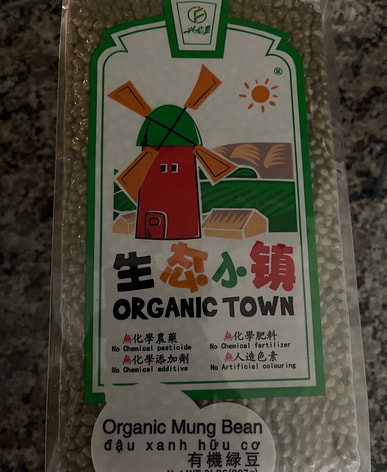 ®
生态小镇
ORGANIC TOWN
無化學農藥
No Chemical pesticide
無化學肥料
No Chemical fertilizer
無化學添加劑
No Chemical additive
無人造色素
No Artificial colouring
Organic Mung Bean
đậu xanh hữu cơ
有機綠豆